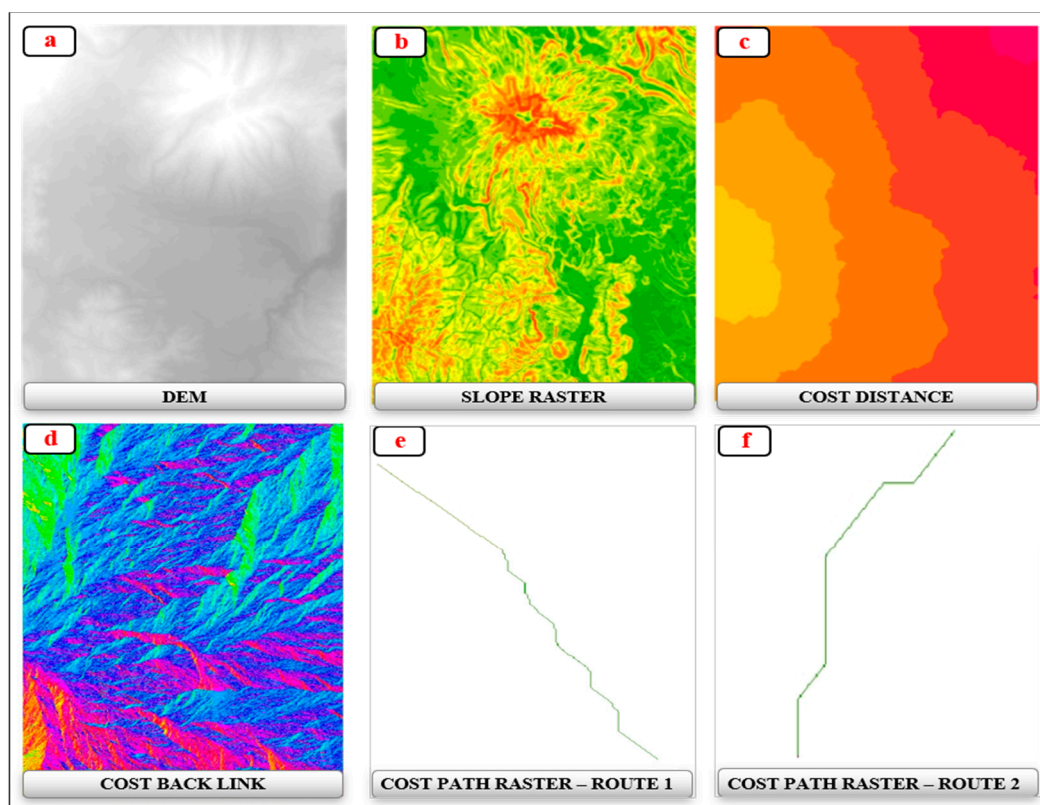 a
b
c
DEM
SLOPE RASTER
COST DISTANCE
d
e
f
COST BACK LINK
COST PATH RASTER – ROUTE 1
COST PATH RASTER – ROUTE 2